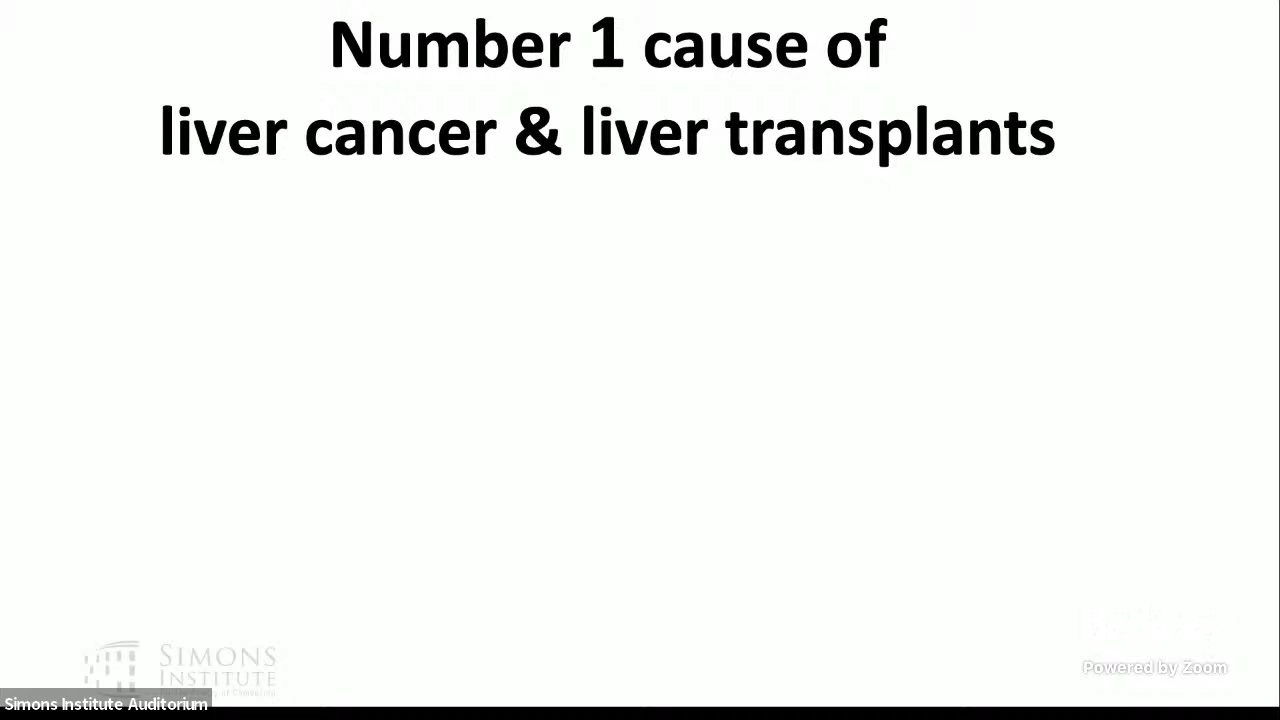 Number 1 cause of
liver cancer & liver transplants
SIMONS
INSTITUTE
Powered by Zoom
Simons Institute Auditorium